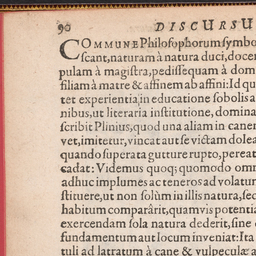 90 DISCURSU
COMMUNE Philosophorum symbo
scant, naturam à natura duci, docer
pulam à magistra, pedissequam à dom
filiam à matre & affinem ab affini: Id qu
tet experientia in educatione sobolis a
nibus, ut literaria institutione, domina
scribit Plinius, quod una aliam in caner
vet, imitetur, vincat aut se victam dolea
quando superata gutture rupto, pereat
cadat: Videmus quoq; quomodo om
adhuc implumes ac teneros ad volatur
stituere, ut non solùm in illis natura, sec
habitum comparârit, quamvis potentia
exercendam sola natura dederit, sine c
fundamentum aut locum inveniat: Ita
tuli ad latratum à cane & vulpeculæ a